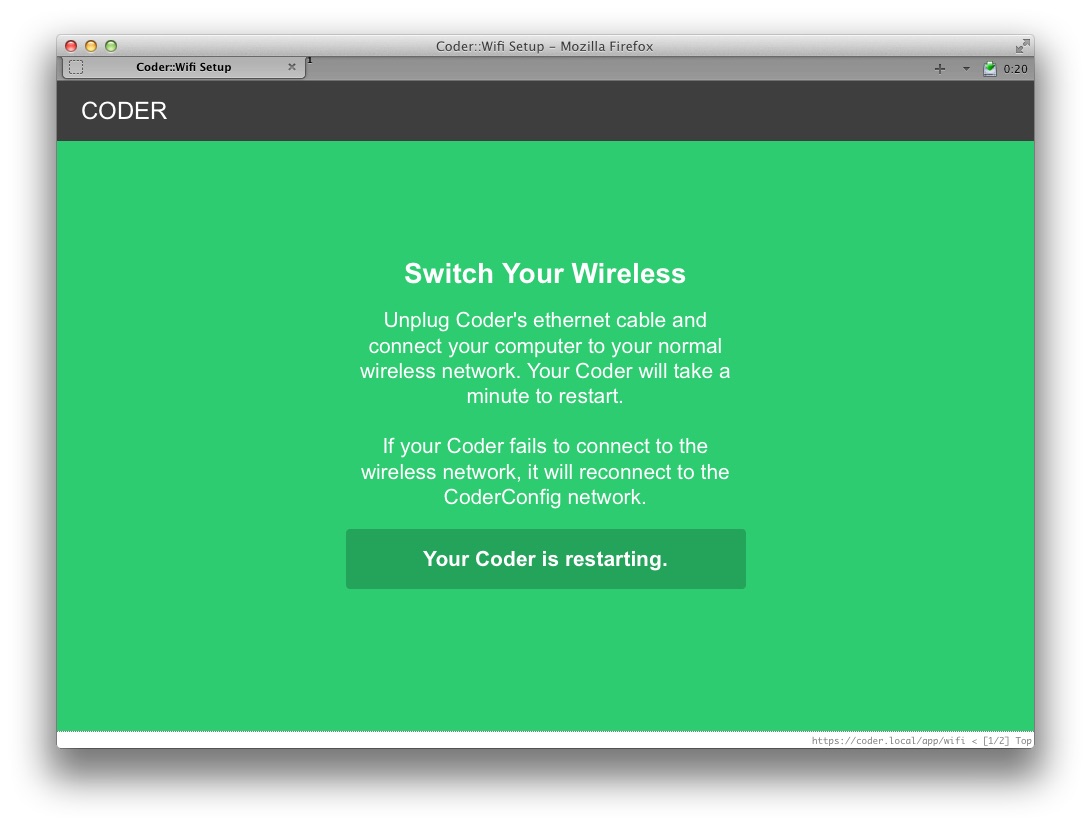 Coder::Wifi Setup – Mozilla Firefox
Coder::Wifi Setup
1
0:20
CODER
Switch Your Wireless
Unplug Coder's ethernet cable and
connect your computer to your normal
wireless network. Your Coder will take a
minute to restart.
If your Coder fails to connect to the
wireless network, it will reconnect to the
CoderConfig network.
Your Coder is restarting.
https://coder.local/app/wifi < [1/2] Top